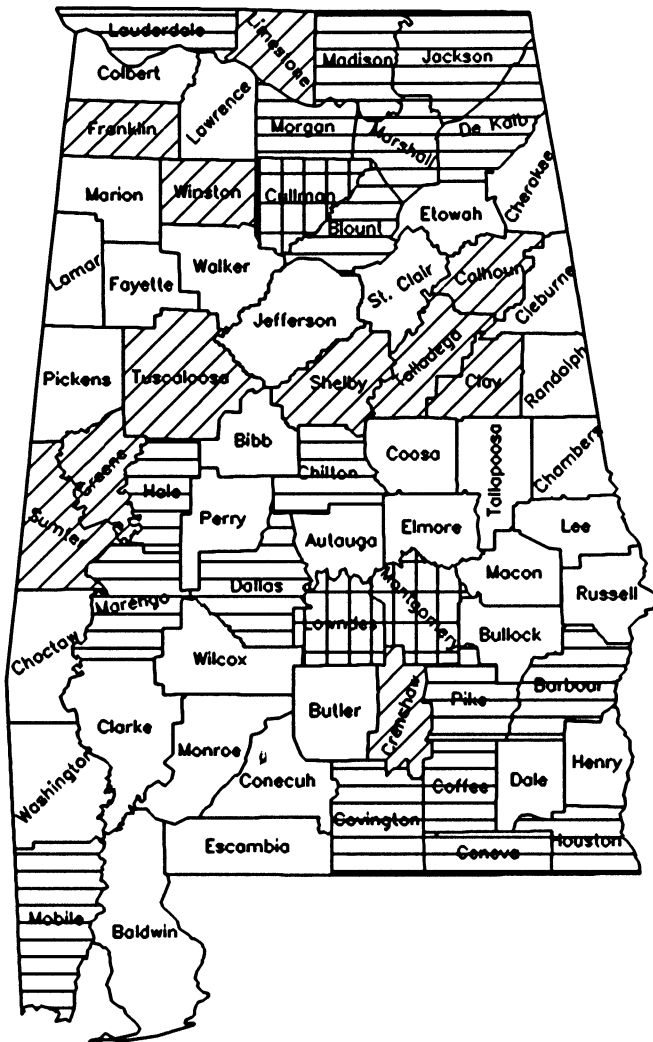 Lauderdale
Limestone
Madison
Jackson
Colbert
Lawrence
Franklin
Morgan
Marshall
De Kalb
Cherokee
Marion
Winston
Cullman
Blount
Etowah
Lamar
Fayette
Walker
Jefferson
St. Clair
Calhoun
Cleburne
Pickens
Tuscaloosa
Shelby
Talladega
Clay
Randolph
Bibb
Chilton
Coosa
Tallapoosa
Chambers
Greene
Hale
Sumter
Perry
Autauga
Elmore
Lee
Macon
Russell
Marengo
Dallas
Lowndes
Montgomery
Bullock
Choctaw
Wilcox
Butler
Crenshaw
Pike
Barbour
Clarke
Monroe
Conecuh
Washington
Covington
Coffee
Dale
Henry
Escambia
Geneva
Houston
Mobile
Baldwin